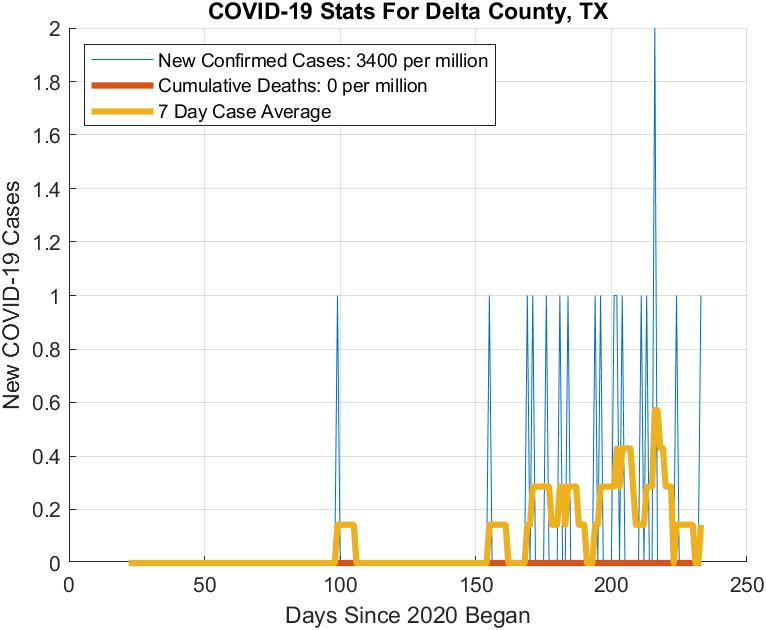 COVID-19 Stats For Delta County, TX
New Confirmed Cases: 3400 per million
Cumulative Deaths: 0 per million
7 Day Case Average
2
1.8
1.6
1.4
1.2
1
0.8
0.6
0.4
0.2
0
New COVID-19 Cases
0 50 100 150 200 250
Days Since 2020 Began